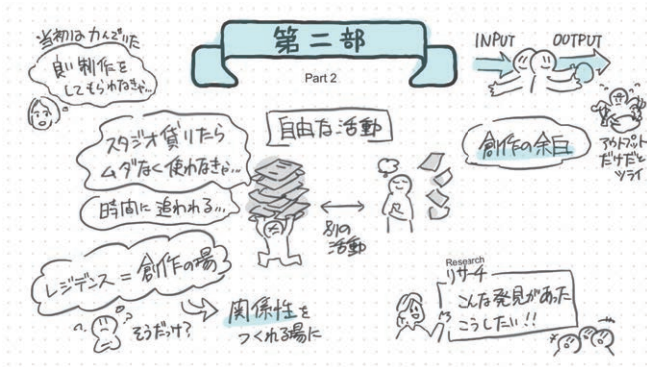 第二部
Part 2
当初は力んでいた
良い制作を
してもらわなきゃ...
スタジオ貸りたら
ムダなく使わなきゃ...
時間に追われる...
自由な活動
別の
活動
INPUT
OUTPUT
創作の余白
アウトプット
だけだと
ツライ
レジデンス=創作の場
そうだっけ?
関係性を
つくれる場に
Research
リサーチ
こんな発見があった
こうしたい!!